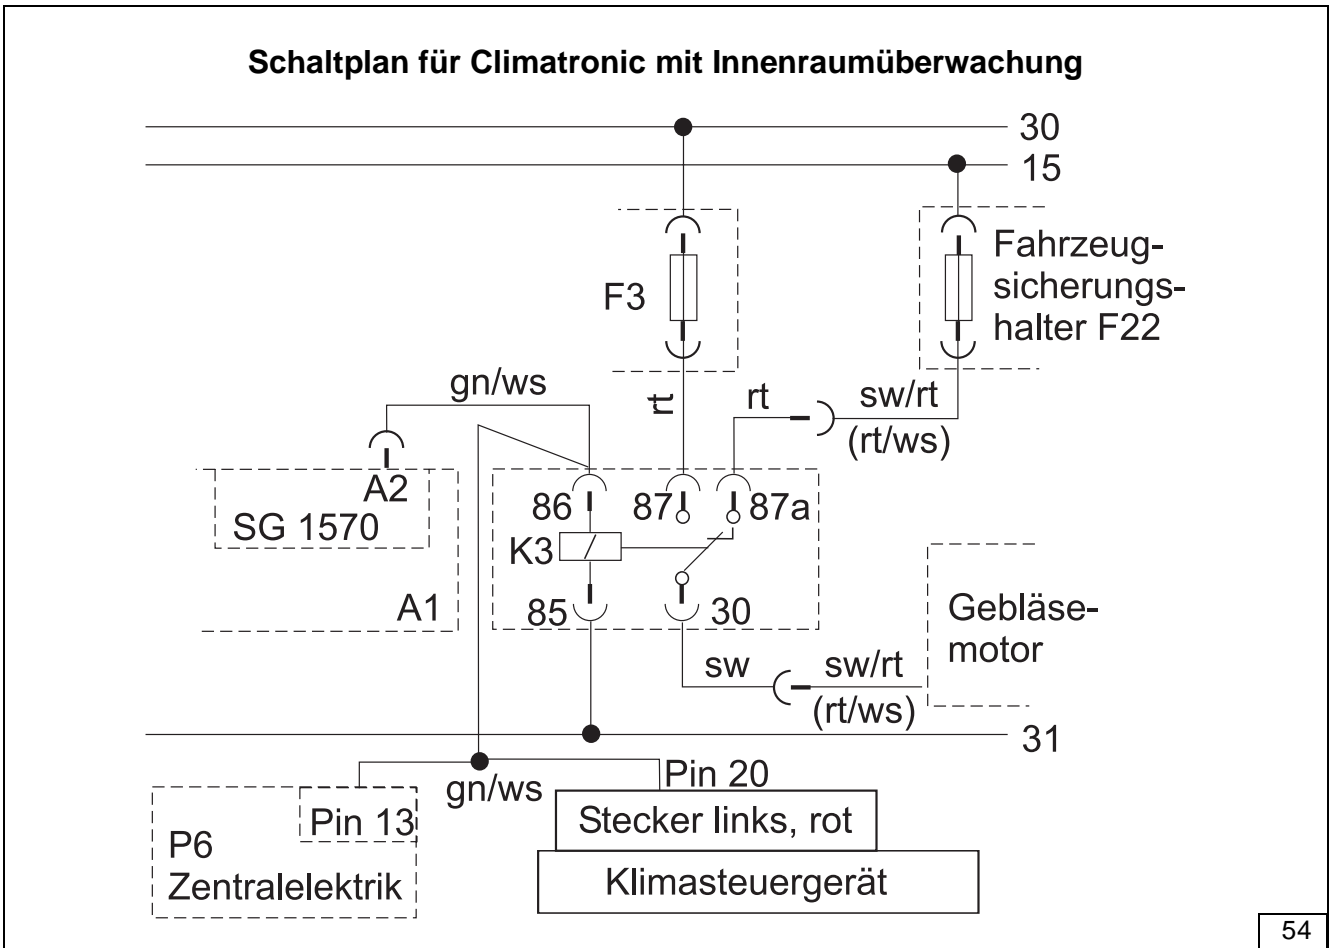 Schaltplan für Climatronic mit Innenraumüberwachung
30
15
Fahrzeug-
sicherungs-
halter F22
F3
gn/ws
rt
rt
sw/rt
(rt/ws)
A2
SG 1570
A1
86
87
87a
K3
85
30
Gebläse-
motor
sw
sw/rt
(rt/ws)
31
gn/ws
Pin 20
Pin 13
P6
Zentralelektrik
Stecker links, rot
Klimasteuergerät
54